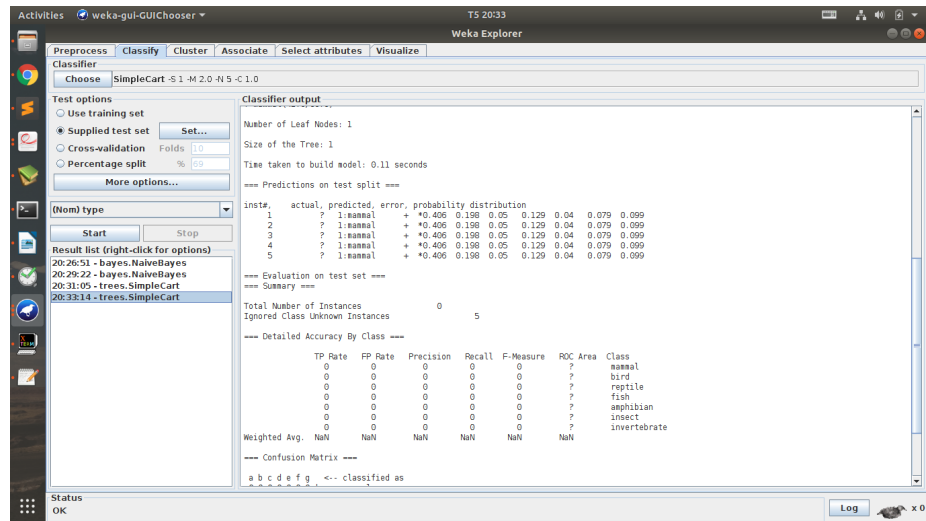 Activities weka-gui-GUIChooser T5 20:33
Weka Explorer
Preprocess Classify Cluster Associate Select attributes Visualize
Classifier
Choose SimpleCart -S 1 -M 2.0 -N 5 -C 1.0
Test options
Use training set
Supplied test set Set...
Cross-validation Folds 10
Percentage split % 69
More options...
(Nom) type
Start Stop
Result list (right-click for options)
20:26:51 - bayes.NaiveBayes
20:29:22 - bayes.NaiveBayes
20:31:05 - trees.SimpleCart
20:33:14 - trees.SimpleCart
Classifier output
Number of Leaf Nodes: 1
Size of the Tree: 1
Time taken to build model: 0.11 seconds
=== Predictions on test split ===
inst#, actual, predicted, error, probability distribution
1 ? 1:mammal + *0.406 0.198 0.05 0.129 0.04 0.079 0.099
2 ? 1:mammal + *0.406 0.198 0.05 0.129 0.04 0.079 0.099
3 ? 1:mammal + *0.406 0.198 0.05 0.129 0.04 0.079 0.099
4 ? 1:mammal + *0.406 0.198 0.05 0.129 0.04 0.079 0.099
5 ? 1:mammal + *0.406 0.198 0.05 0.129 0.04 0.079 0.099
=== Evaluation on test set ===
=== Summary ===
Total Number of Instances 0
Ignored Class Unknown Instances 5
=== Detailed Accuracy By Class ===
TP Rate FP Rate Precision Recall F-Measure ROC Area Class
0 0 0 0 0 ? mammal
0 0 0 0 0 ? bird
0 0 0 0 0 ? reptile
0 0 0 0 0 ? fish
0 0 0 0 0 ? amphibian
0 0 0 0 0 ? insect
0 0 0 0 0 ? invertebrate
Weighted Avg. NaN NaN NaN NaN NaN NaN
=== Confusion Matrix ===
a b c d e f g <-- classified as
Status
OK
Log x 0